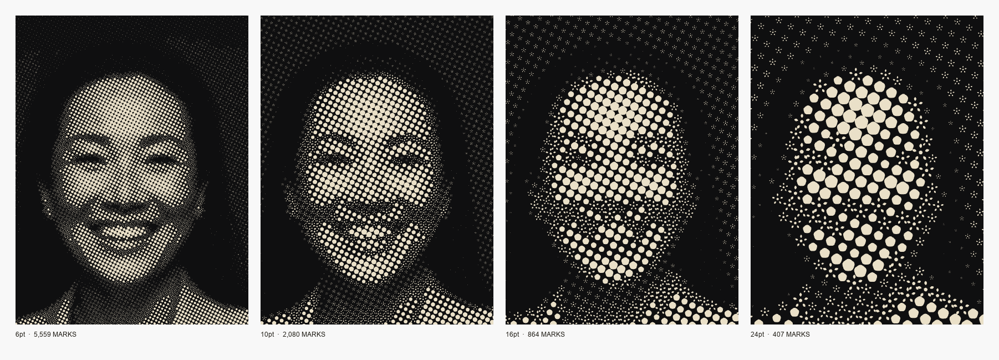 6pt · 5,559 MARKS
10pt · 2,080 MARKS
16pt · 864 MARKS
24pt · 407 MARKS